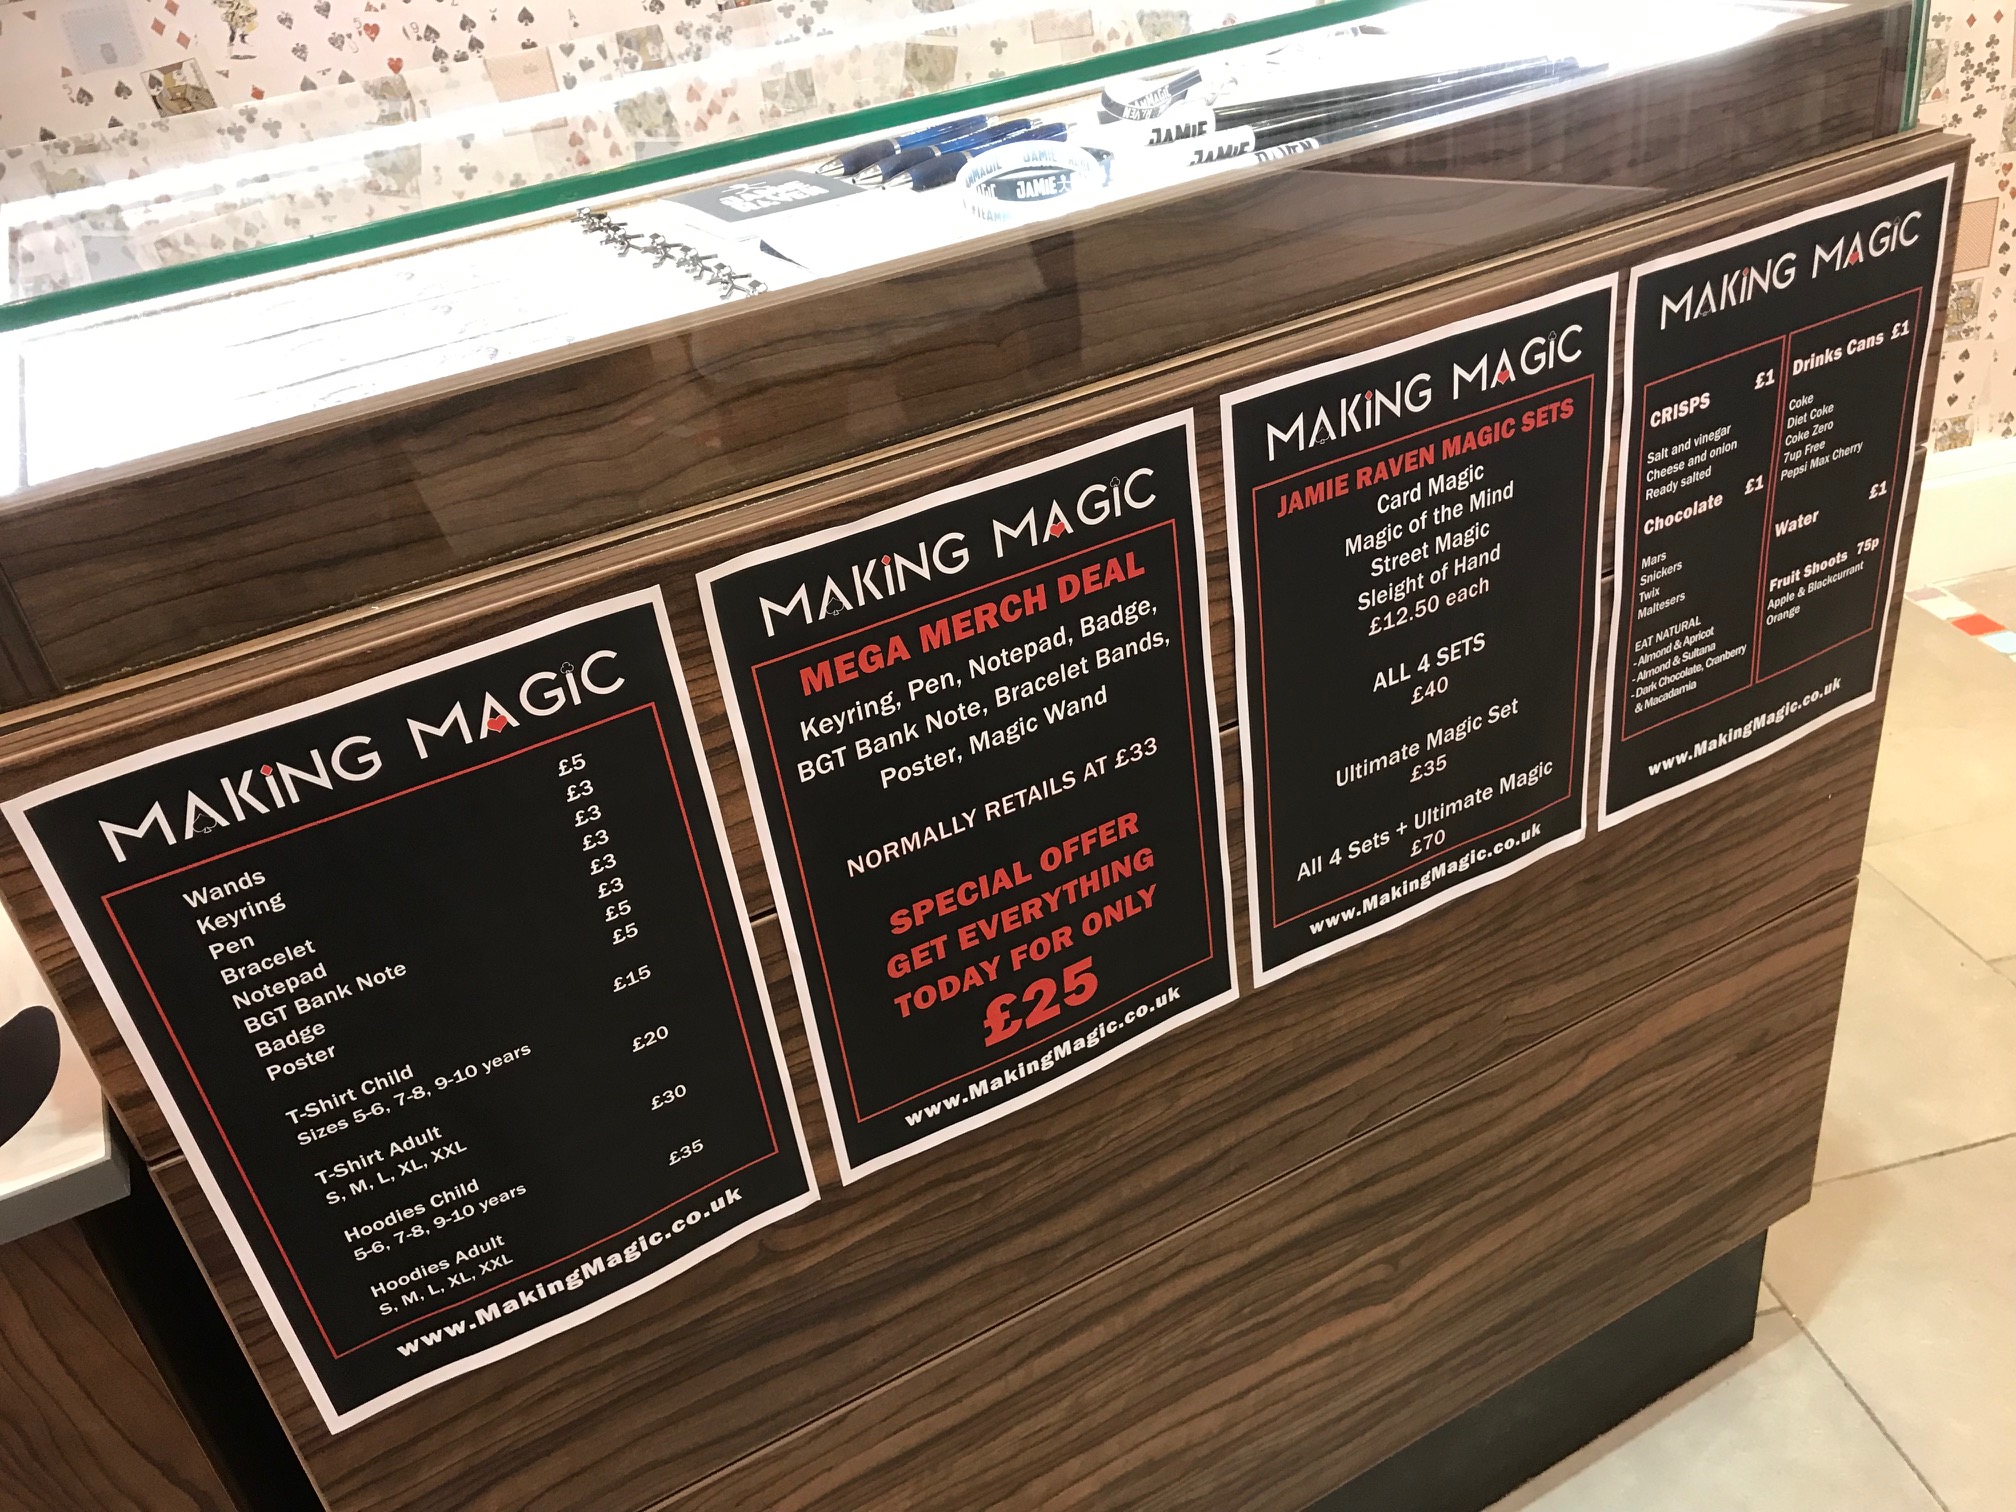 MAKING MAGIC
Wands £5
Keyring £3
Pen £3
Bracelet £3
Notepad £3
BGT Bank Note £3
Badge £5
Poster £5
T-Shirt Child £15
Sizes 5-6, 7-8, 9-10 years
T-Shirt Adult £20
S, M, L, XL, XXL
Hoodies Child £30
5-6, 7-8, 9-10 years
Hoodies Adult £35
S, M, L, XL, XXL
www.MakingMagic.co.uk
MAKING MAGIC
MEGA MERCH DEAL
Keyring, Pen, Notepad, Badge,
BGT Bank Note, Bracelet Bands,
Poster, Magic Wand
NORMALLY RETAILS AT £33
SPECIAL OFFER
GET EVERYTHING
TODAY FOR ONLY
£25
www.MakingMagic.co.uk
MAKING MAGIC
JAMIE RAVEN MAGIC SETS
Card Magic
Magic of the Mind
Street Magic
Sleight of Hand
£12.50 each
ALL 4 SETS
£40
Ultimate Magic Set
£35
All 4 Sets + Ultimate Magic
£70
www.MakingMagic.co.uk
MAKING MAGIC
£1
CRISPS
Salt and vinegar
Cheese and onion
Ready salted
Chocolate £1
Mars
Snickers
Twix
Maltesers
EAT NATURAL
- Almond & Apricot
- Almond & Sultana
- Dark Chocolate, Cranberry
& Macadamia
Drinks Cans £1
Coke
Diet Coke
Coke Zero
7up Free
Pepsi Max Cherry
£1
Water
Fruit Shoots 75p
Apple & Blackcurrant
Orange
www.MakingMagic.co.uk
JAMIE
JAMIE
JAMIE
JAMIE